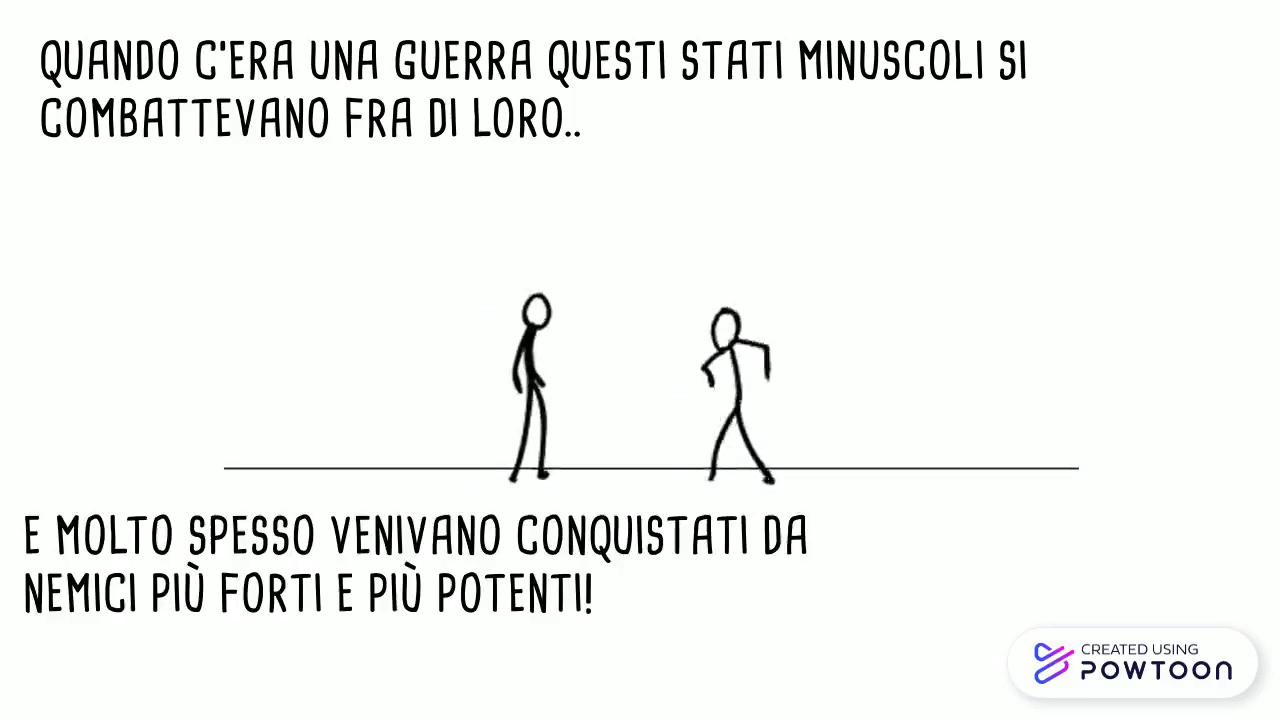 QUANDO C'ERA UNA GUERRA QUESTI STATI MINUSCOLI SI
COMBATTEVANO FRA DI LORO..
E MOLTO SPESSO VENIVANO CONQUISTATI DA
NEMICI PIÙ FORTI E PIÙ POTENTI!
CREATED USING
POWTOON